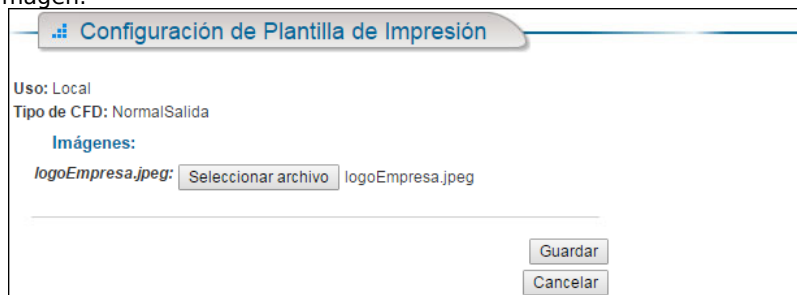 imagen.
Configuración de Plantilla de Impresión
Uso: Local
Tipo de CFD: NormalSalida
Imágenes:
logoEmpresa.jpeg: Seleccionar archivo logoEmpresa.jpeg
Guardar
Cancelar